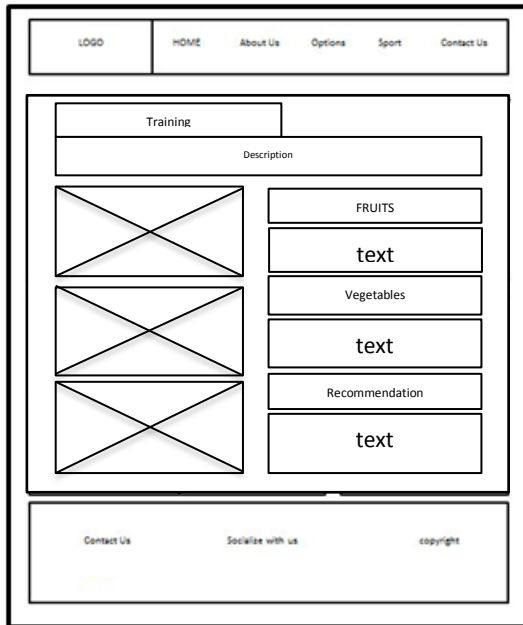 LOGO HOME About Us Options Sport Contact Us
Training
Description
FRUITS
text
Vegetables
text
Recommendation
text
Contact Us Socialize with us copyright